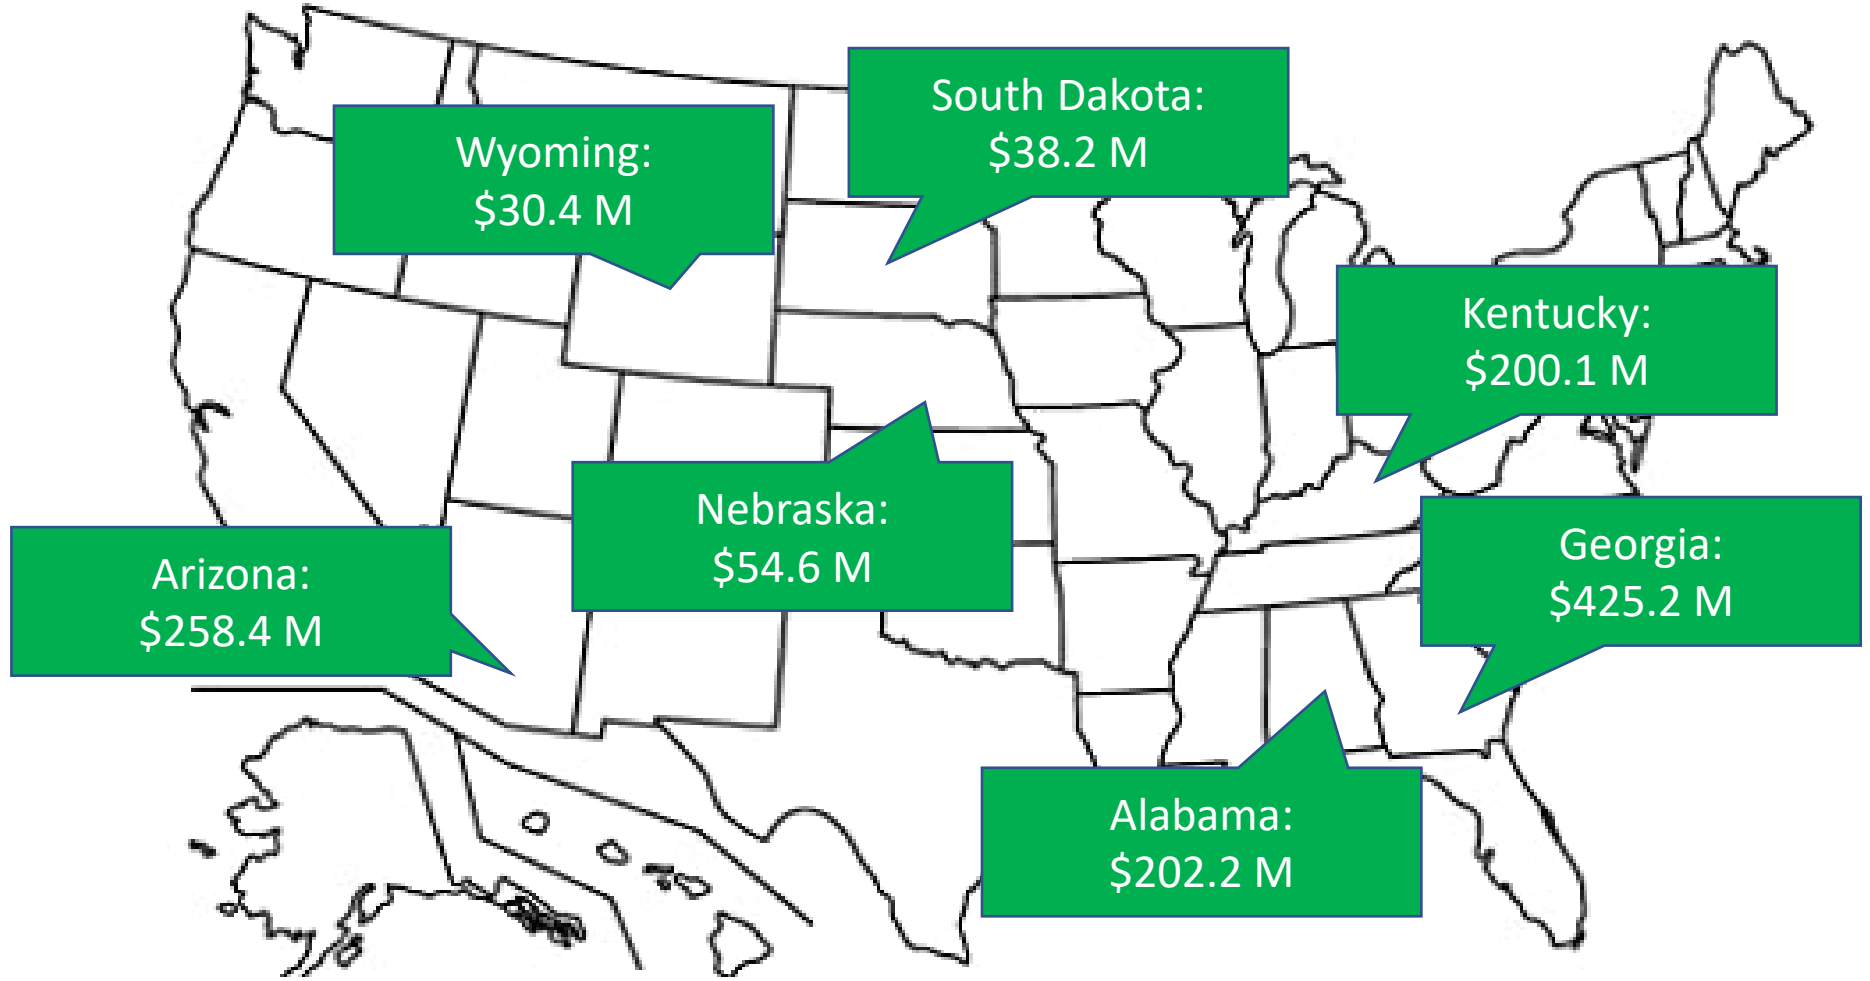 South Dakota:
$38.2 M
Wyoming:
$30.4 M
Kentucky:
$200.1 M
Nebraska:
$54.6 M
Georgia:
$425.2 M
Arizona:
$258.4 M
Alabama:
$202.2 M